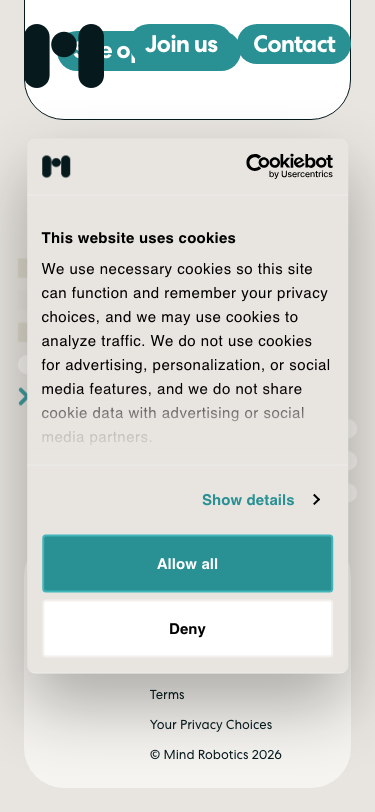 Join us
Contact
Cookiebot
by Usercentrics
This website uses cookies
We use necessary cookies so this site
can function and remember your privacy
choices, and we may use cookies to
analyze traffic. We do not use cookies
for advertising, personalization, or social
media features, and we do not share
cookie data with advertising or social
media partners.
Show details
Allow all
Deny
Terms
Your Privacy Choices
© Mind Robotics 2026